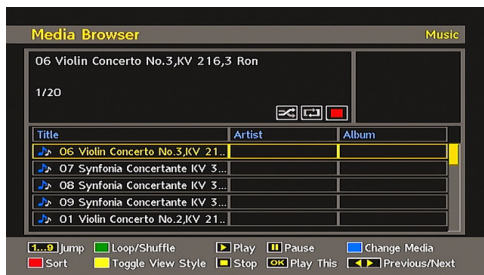 Media Browser Music
06 Violin Concerto No.3,KV 216,3 Ron
1/20
Title Artist Album
06 Violin Concerto No.3,KV 21..
07 Synfonia Concertante KV 3...
08 Synfonia Concertante KV 3...
09 Synfonia Concertante KV 3...
01 Violin Concerto No.2,KV 21...
1...9 Jump Loop/Shuffle Play Pause Change Media
Sort Toggle View Style Stop OK Play This Previous/Next